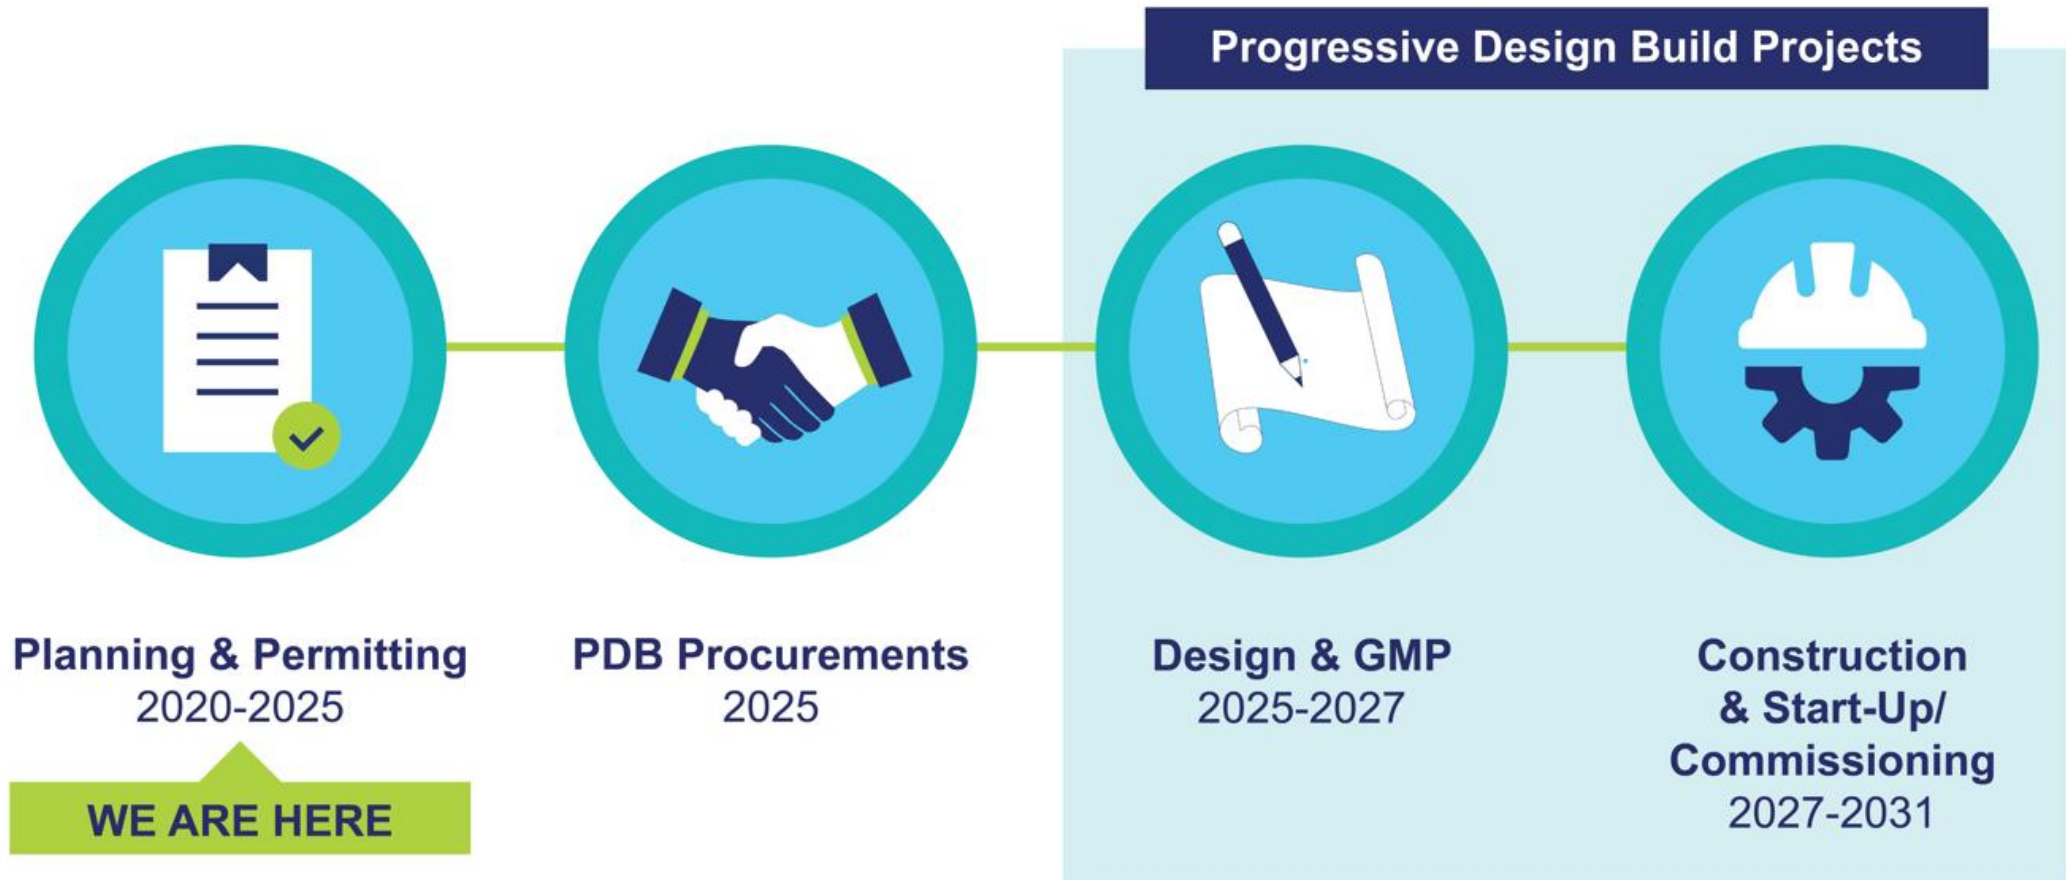 Progressive Design Build Projects
Planning & Permitting
2020-2025
WE ARE HERE
PDB Procurements
2025
Design & GMP
2025-2027
Construction
& Start-Up/
Commissioning
2027-2031